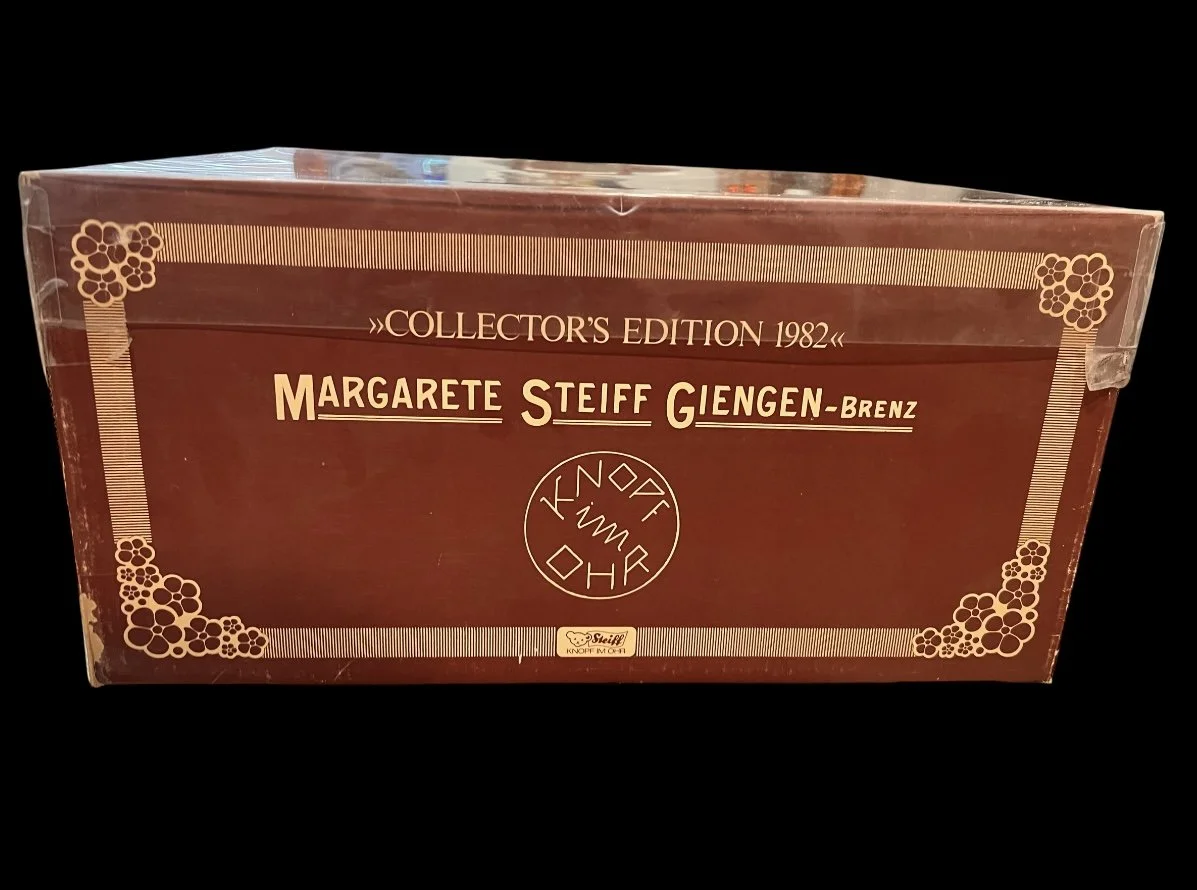 »COLLECTOR'S EDITION 1982«
MARGARETE STEIFF GIENGEN-BRENZ
KNOPF
im
OHR
Steiff
KNOPF IM OHR